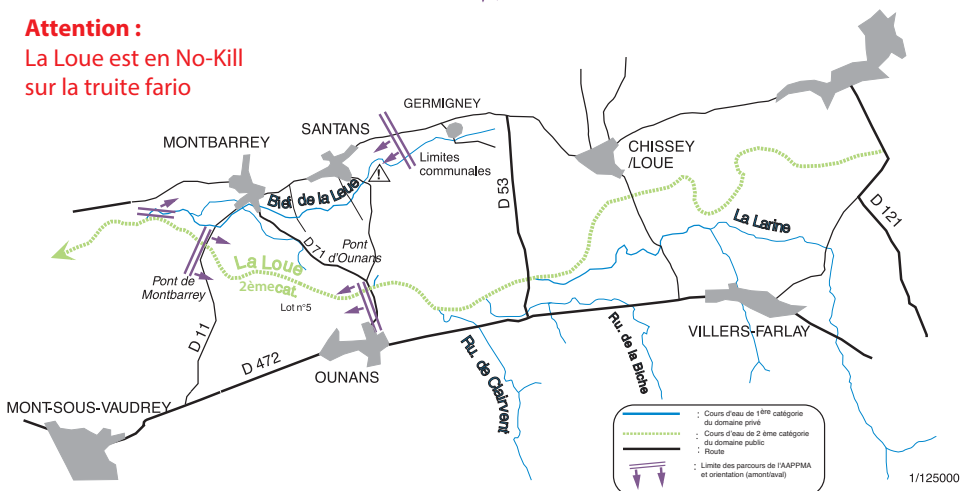 Attention :
La Loue est en No-Kill
sur la truite fario
GERMIGNEY
SANTANS
MONTBARREY
CHISSEY
/LOUE
Limites
communales
Bief de la Loue
D 53
D 121
La Larine
D 71
Pont
d'Ounans
La Loue
2èmecat.
Pont de
Montbarrey
Lot n°5
D 11
D 472
OUNANS
VILLERS-FARLAY
Ru. de Clairvent
Ru. de la Biche
MONT-SOUS-VAUDREY
: Cours d'eau de 1ère catégorie
du domaine privé
: Cours d'eau de 2 ème catégorie
du domaine public
: Route
: Limite des parcours de l'AAPPMA
et orientation (amont/aval)
1/125000
!